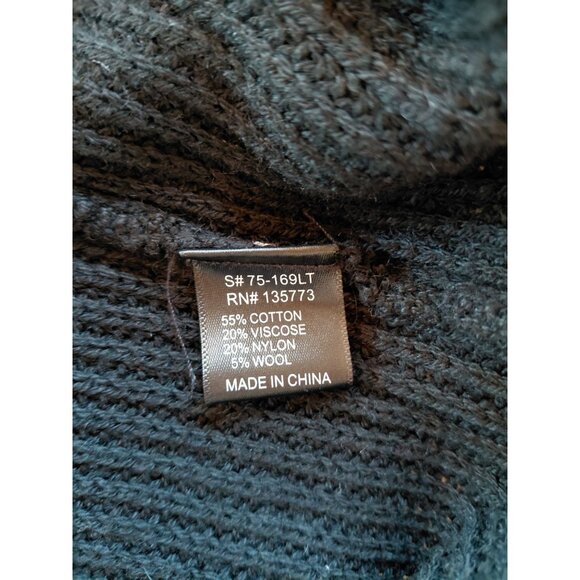 S# 75-169LT
RN# 135773
55% COTTON
20% VISCOSE
20% NYLON
5% WOOL
MADE IN CHINA